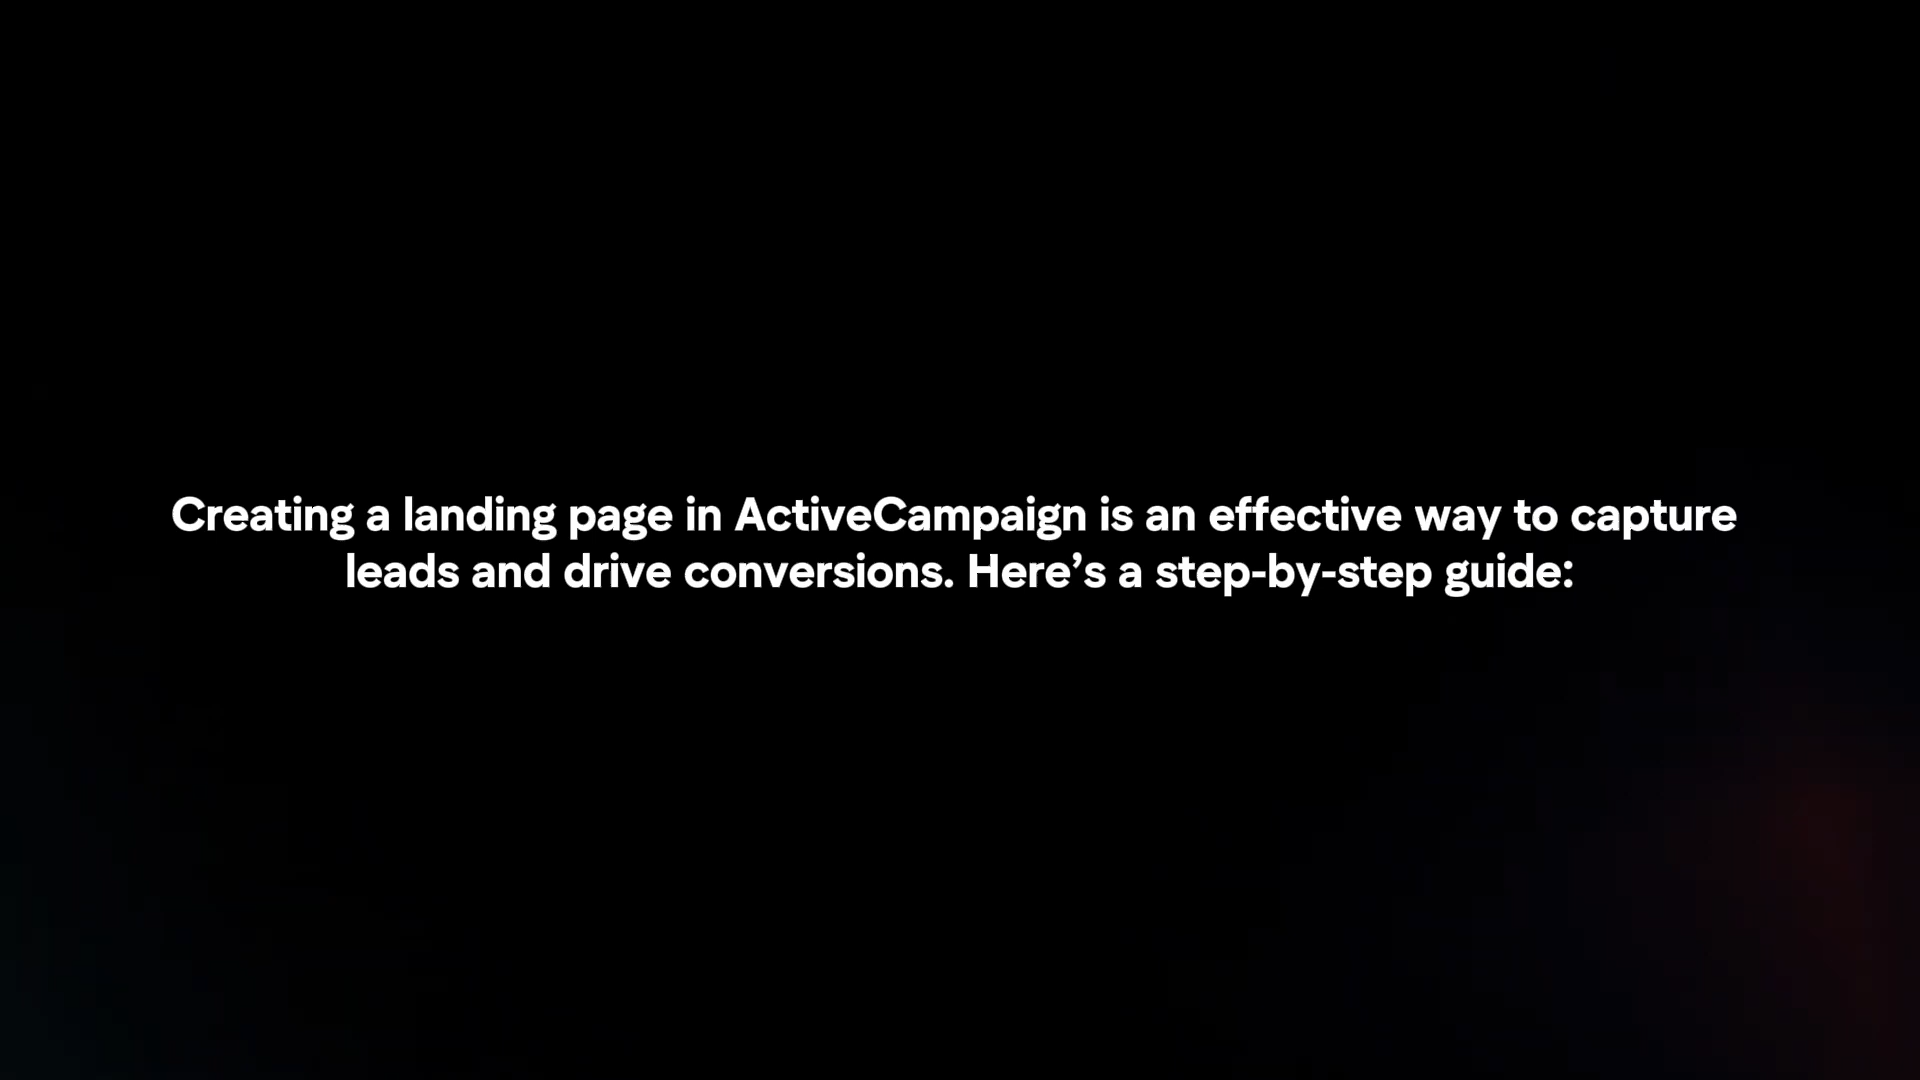 Creating a landing page in ActiveCampaign is an effective way to capture
leads and drive conversions. Here’s a step-by-step guide: